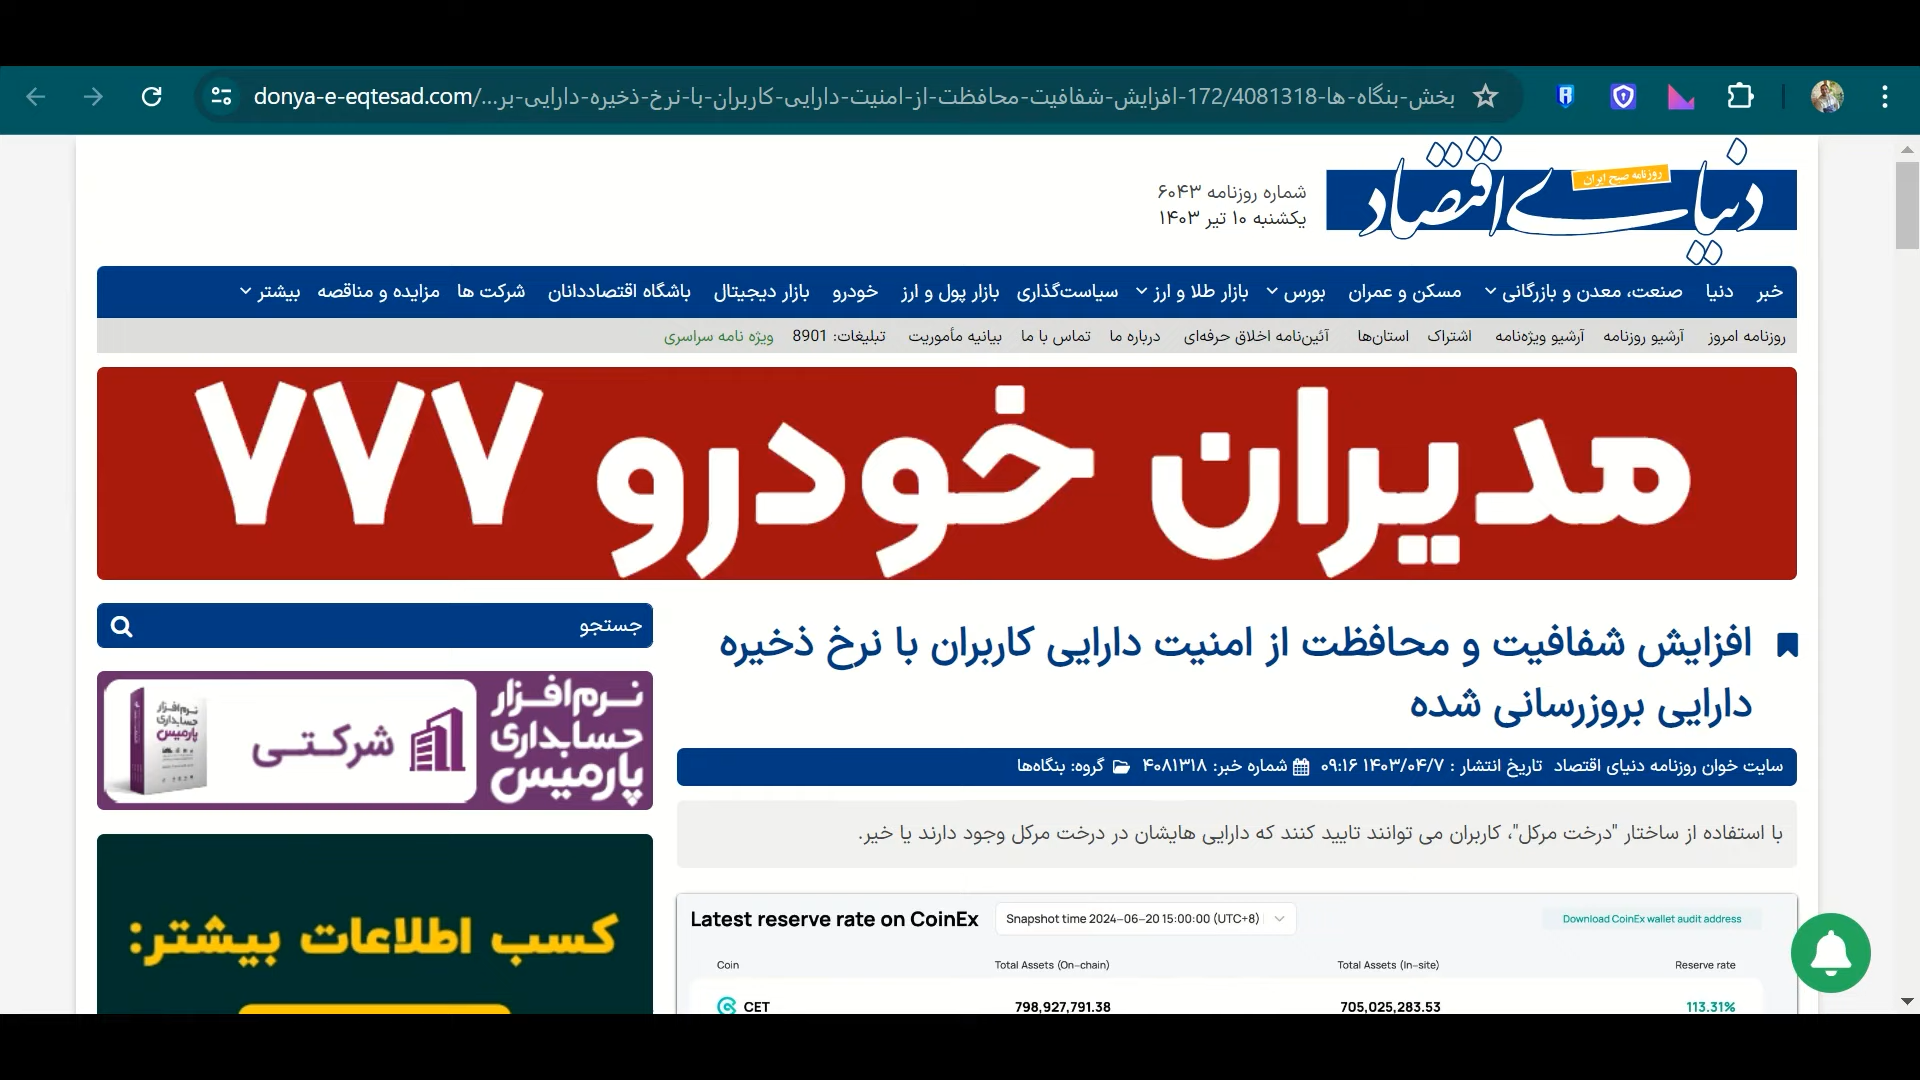 donya-e-eqtesad.com/...بخش-بنگاه-ها-172/4081318-افزایش-شفافیت-محافظت-از-امنیت-دارایی-کاربران-با-نرخ-ذخیره-دارایی-بر
دنیای اقتصاد
روزنامه صبح ایران
شماره روزنامه ۶۰۴۳
یکشنبه ۱۰ تیر ۱۴۰۳
خبر دنیا صنعت، معدن و بازرگانی مسکن و عمران بورس بازار طلا و ارز سیاست‌گذاری بازار پول و ارز خودرو بازار دیجیتال باشگاه اقتصاددانان شرکت ها مزایده و مناقصه بیشتر
روزنامه امروز آرشیو روزنامه آرشیو ویژه‌نامه اشتراک استان‌ها آئین‌نامه اخلاق حرفه‌ای درباره ما تماس با ما بیانیه مأموریت تبلیغات: 8901 ویژه نامه سراسری
مدیران خودرو ۷۷۷
افزایش شفافیت و محافظت از امنیت دارایی کاربران با نرخ ذخیره
دارایی بروزرسانی شده
سایت خوان روزنامه دنیای اقتصاد تاریخ انتشار : ۱۴۰۳/۰۴/۷ ۰۹:۱۶ شماره خبر: ۴۰۸۱۳۱۸ گروه: بنگاه‌ها
با استفاده از ساختار "درخت مرکل"، کاربران می توانند تایید کنند که دارایی هایشان در درخت مرکل وجود دارند یا خیر.
Latest reserve rate on CoinEx Snapshot time 2024-06-20 15:00:00 (UTC+8) Download CoinEx wallet audit address
Coin Total Assets (On-chain) Total Assets (In-site) Reserve rate
CET 798,927,791.38 705,025,283.53 113.31%
جستجو
نرم‌افزار
حسابداری
پارمیس
شرکتی
نرم‌افزار
حسابداری
پارمیس
کسب اطلاعات بیشتر: